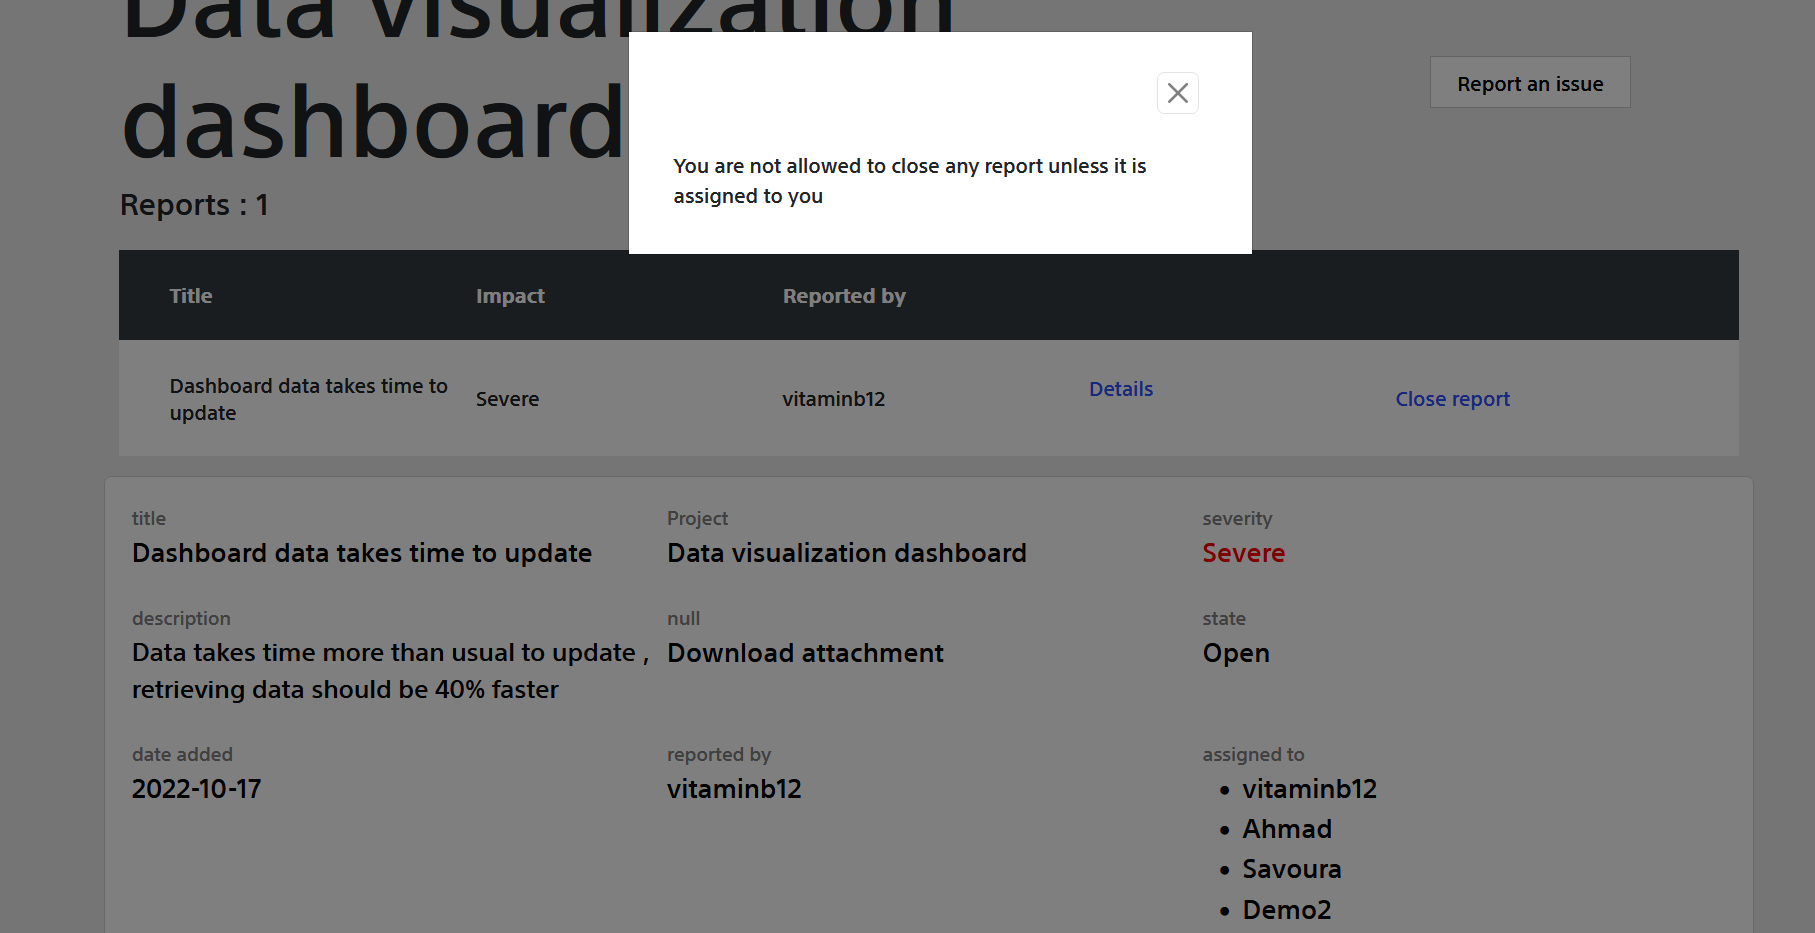 Data visualization
dashboard
Report an issue
You are not allowed to close any report unless it is
assigned to you
Reports : 1
Title Impact Reported by
Dashboard data takes time to
update
Severe
vitaminb12
Details
Close report
title
Dashboard data takes time to update
Project
Data visualization dashboard
severity
Severe
description
Data takes time more than usual to update ,
retrieving data should be 40% faster
null
Download attachment
state
Open
date added
2022-10-17
reported by
vitaminb12
assigned to
• vitaminb12
• Ahmad
• Savoura
• Demo2